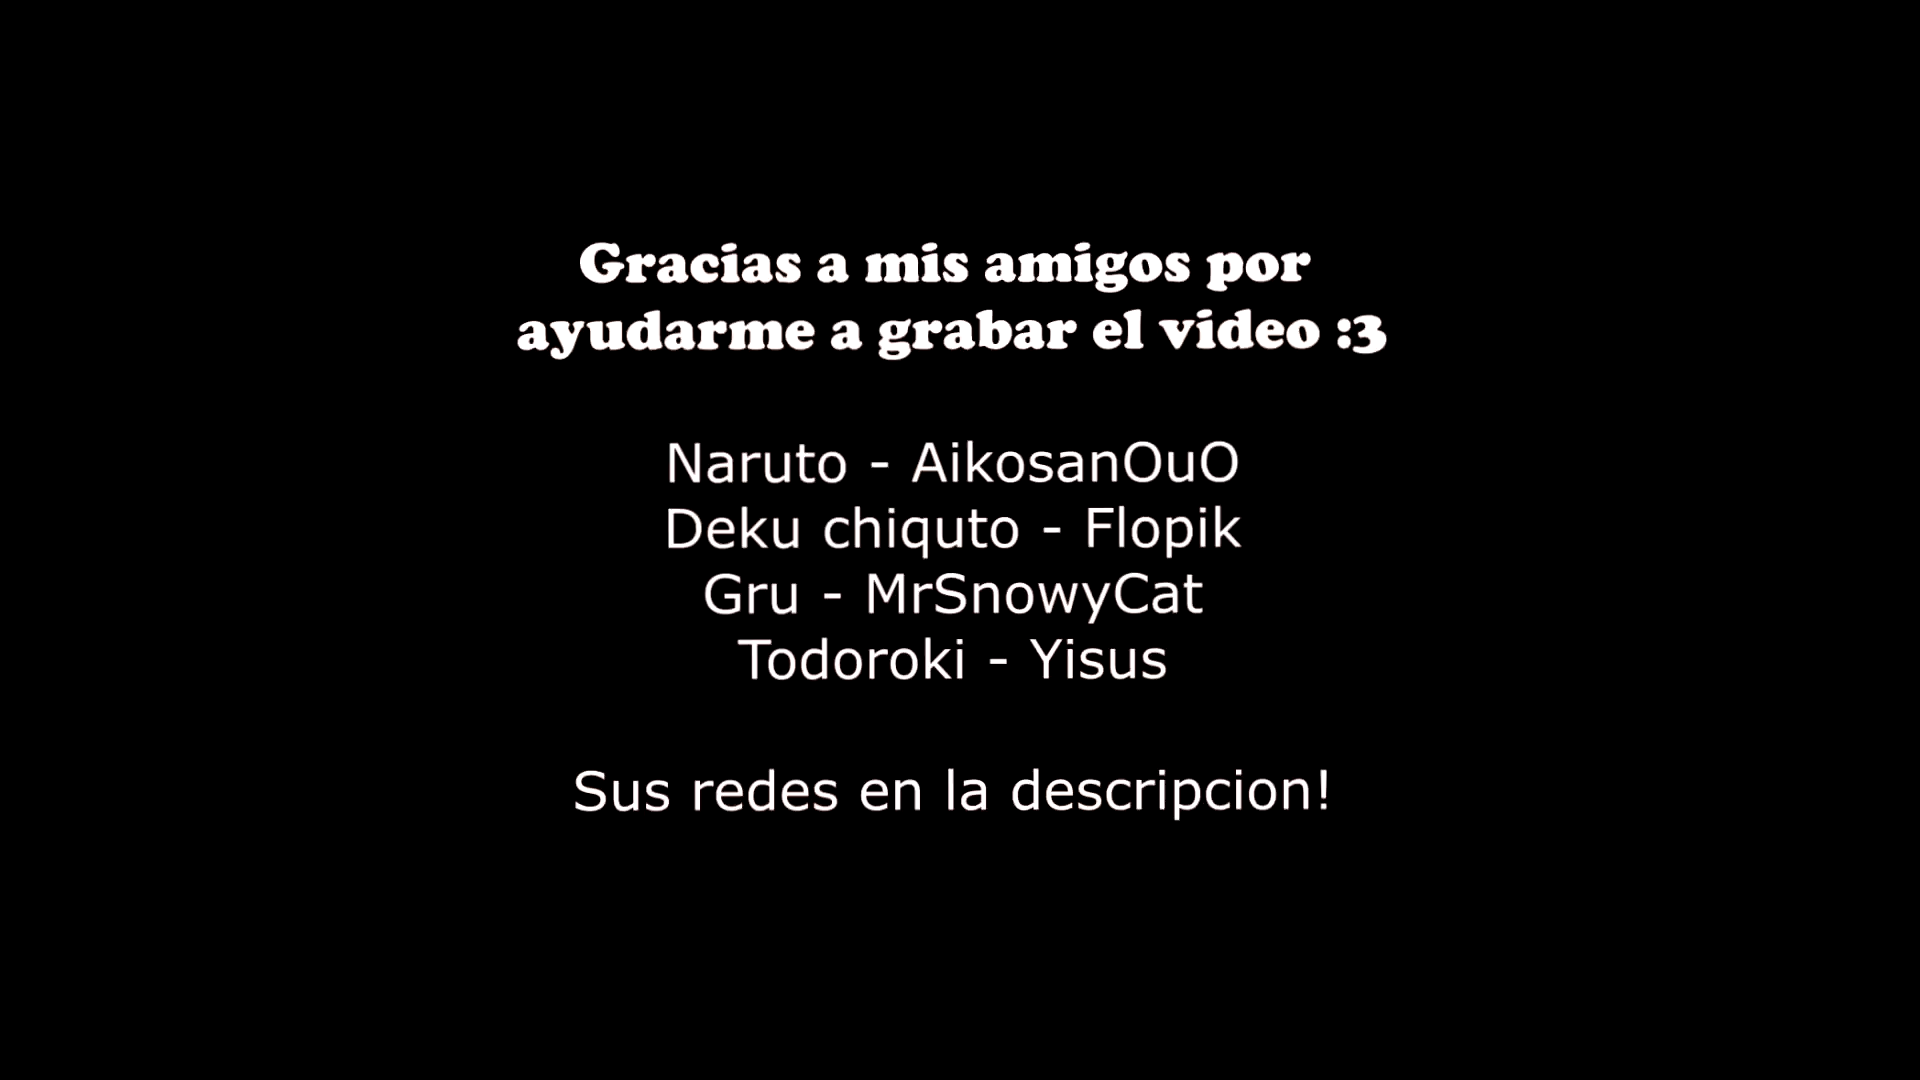 Gracias a mis amigos por
ayudarme a grabar el video :3
Naruto - AikosanOuO
Deku chiquto - Flopik
Gru - MrSnowyCat
Todoroki - Yisus
Sus redes en la descripcion!